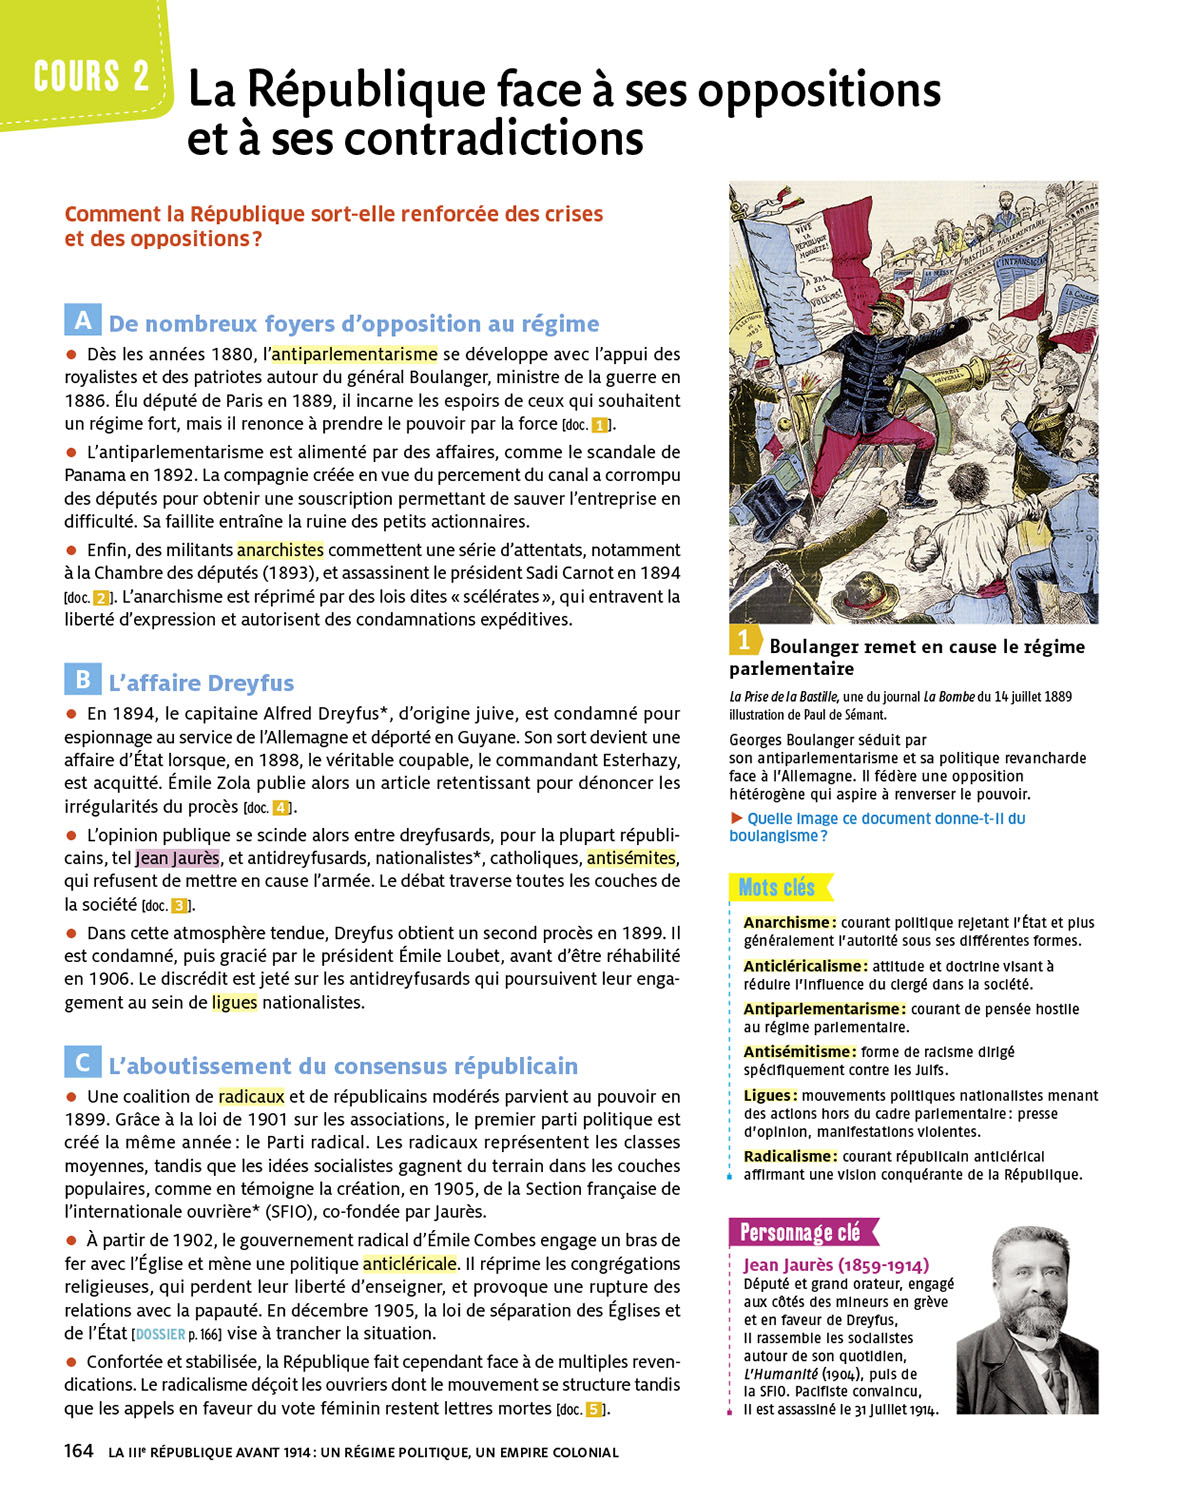 COURS 2
La République face à ses oppositions
et à ses contradictions
Comment la République sort-elle renforcée des crises
et des oppositions ?
A De nombreux foyers d’opposition au régime
• Dès les années 1880, l’antiparlementarisme se développe avec l’appui des
royalistes et des patriotes autour du général Boulanger, ministre de la guerre en
1886. Élu député de Paris en 1889, il incarne les espoirs de ceux qui souhaitent
un régime fort, mais il renonce à prendre le pouvoir par la force [doc. 1].
• L’antiparlementarisme est alimenté par des affaires, comme le scandale de
Panama en 1892. La compagnie créée en vue du percement du canal a corrompu
des députés pour obtenir une souscription permettant de sauver l’entreprise en
difficulté. Sa faillite entraîne la ruine des petits actionnaires.
• Enfin, des militants anarchistes commettent une série d’attentats, notamment
à la Chambre des députés (1893), et assassinent le président Sadi Carnot en 1894
[doc. 2]. L’anarchisme est réprimé par des lois dites « scélérates », qui entravent la
liberté d’expression et autorisent des condamnations expéditives.
B L’affaire Dreyfus
• En 1894, le capitaine Alfred Dreyfus*, d’origine juive, est condamné pour
espionnage au service de l’Allemagne et déporté en Guyane. Son sort devient une
affaire d’État lorsque, en 1898, le véritable coupable, le commandant Esterhazy,
est acquitté. Émile Zola publie alors un article retentissant pour dénoncer les
irrégularités du procès [doc. 4].
• L’opinion publique se scinde alors entre dreyfusards, pour la plupart républi-
cains, tel Jean Jaurès, et antidreyfusards, nationalistes*, catholiques, antisémites,
qui refusent de mettre en cause l’armée. Le débat traverse toutes les couches de
la société [doc. 3].
• Dans cette atmosphère tendue, Dreyfus obtient un second procès en 1899. Il
est condamné, puis gracié par le président Émile Loubet, avant d’être réhabilité
en 1906. Le discrédit est jeté sur les antidreyfusards qui poursuivent leur enga-
gement au sein de ligues nationalistes.
C L’aboutissement du consensus républicain
• Une coalition de radicaux et de républicains modérés parvient au pouvoir en
1899. Grâce à la loi de 1901 sur les associations, le premier parti politique est
créé la même année : le Parti radical. Les radicaux représentent les classes
moyennes, tandis que les idées socialistes gagnent du terrain dans les couches
populaires, comme en témoigne la création, en 1905, de la Section française de
l’internationale ouvrière* (SFIO), co-fondée par Jaurès.
• À partir de 1902, le gouvernement radical d’Émile Combes engage un bras de
fer avec l’Église et mène une politique anticléricale. Il réprime les congrégations
religieuses, qui perdent leur liberté d’enseigner, et provoque une rupture des
relations avec la papauté. En décembre 1905, la loi de séparation des Églises et
de l’État [DOSSIER p. 166] vise à trancher la situation.
• Confortée et stabilisée, la République fait cependant face à de multiples reven-
dications. Le radicalisme déçoit les ouvriers dont le mouvement se structure tandis
que les appels en faveur du vote féminin restent lettres mortes [doc. 5].
VIVE
LA
RÉPUBLIQUE
HONNÊTE !
A BAS
LES
VOLEURS !
BASTILLE PARLEMENTAIRE
L'INTRANSIGEANT
LA PRESSE
La Cocarde
1 Boulanger remet en cause le régime
parlementaire
La Prise de la Bastille, une du journal La Bombe du 14 juillet 1889
illustration de Paul de Sémant.
Georges Boulanger séduit par
son antiparlementarisme et sa politique revancharde
face à l’Allemagne. Il fédère une opposition
hétérogène qui aspire à renverser le pouvoir.
► Quelle image ce document donne-t-il du
boulangisme ?
Mots clés
Anarchisme : courant politique rejetant l’État et plus
généralement l’autorité sous ses différentes formes.
Anticléricalisme : attitude et doctrine visant à
réduire l’influence du clergé dans la société.
Antiparlementarisme : courant de pensée hostile
au régime parlementaire.
Antisémitisme : forme de racisme dirigé
spécifiquement contre les Juifs.
Ligues : mouvements politiques nationalistes menant
des actions hors du cadre parlementaire : presse
d’opinion, manifestations violentes.
Radicalisme : courant républicain anticlérical
affirmant une vision conquérante de la République.
Personnage clé
Jean Jaurès (1859-1914)
Député et grand orateur, engagé
aux côtés des mineurs en grève
et en faveur de Dreyfus,
il rassemble les socialistes
autour de son quotidien,
L’Humanité (1904), puis de
la SFIO. Pacifiste convaincu,
il est assassiné le 31 juillet 1914.
164 LA IIIe RÉPUBLIQUE AVANT 1914 : UN RÉGIME POLITIQUE, UN EMPIRE COLONIAL